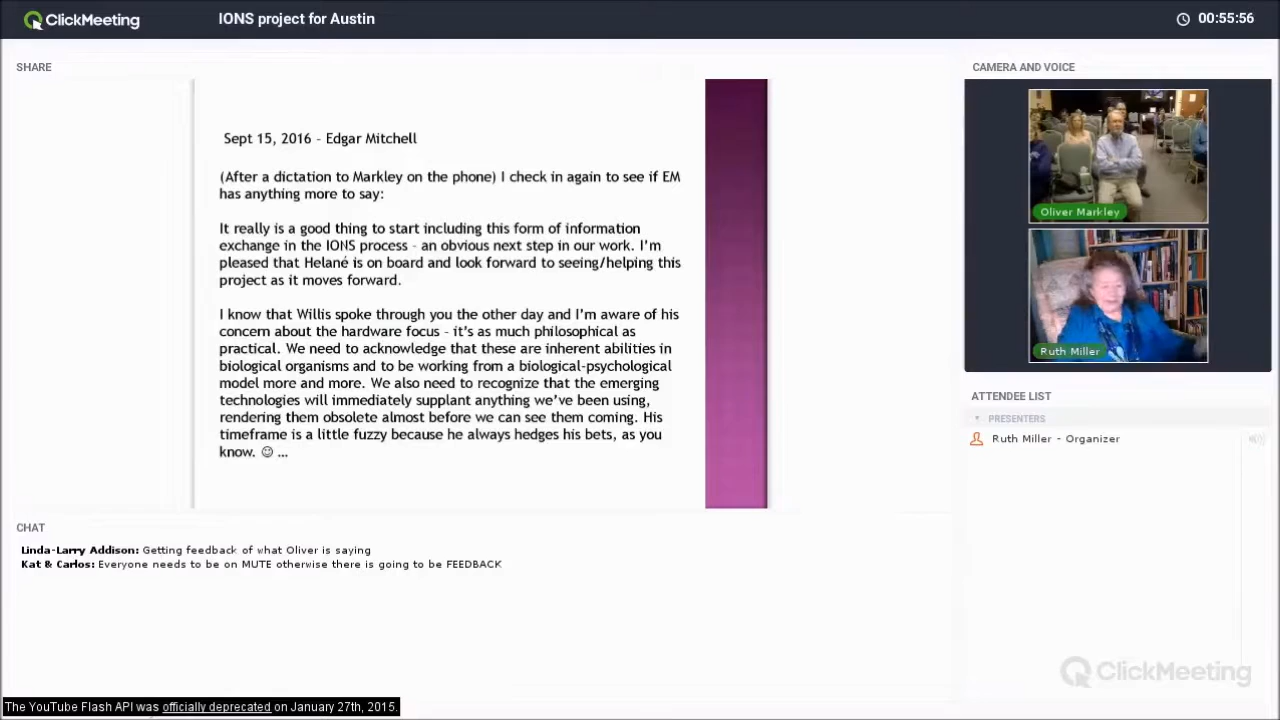 ClickMeeting
IONS project for Austin
00:55:56
SHARE
Sept 15, 2016 - Edgar Mitchell
(After a dictation to Markley on the phone) I check in again to see if EM
has anything more to say:
It really is a good thing to start including this form of information
exchange in the IONS process - an obvious next step in our work. I'm
pleased that Helané is on board and look forward to seeing/helping this
project as it moves forward.
I know that Willis spoke through you the other day and I'm aware of his
concern about the hardware focus - it's as much philosophical as
practical. We need to acknowledge that these are inherent abilities in
biological organisms and to be working from a biological-psychological
model more and more. We also need to recognize that the emerging
technologies will immediately supplant anything we've been using,
rendering them obsolete almost before we can see them coming. His
timeframe is a little fuzzy because he always hedges his bets, as you
know. ☺ ...
CAMERA AND VOICE
Oliver Markley
Ruth Miller
ATTENDEE LIST
PRESENTERS
Ruth Miller - Organizer
CHAT
Linda-Larry Addison: Getting feedback of what Oliver is saying
Kat & Carlos: Everyone needs to be on MUTE otherwise there is going to be FEEDBACK
ClickMeeting
The YouTube Flash API was officially deprecated on January 27th, 2015.